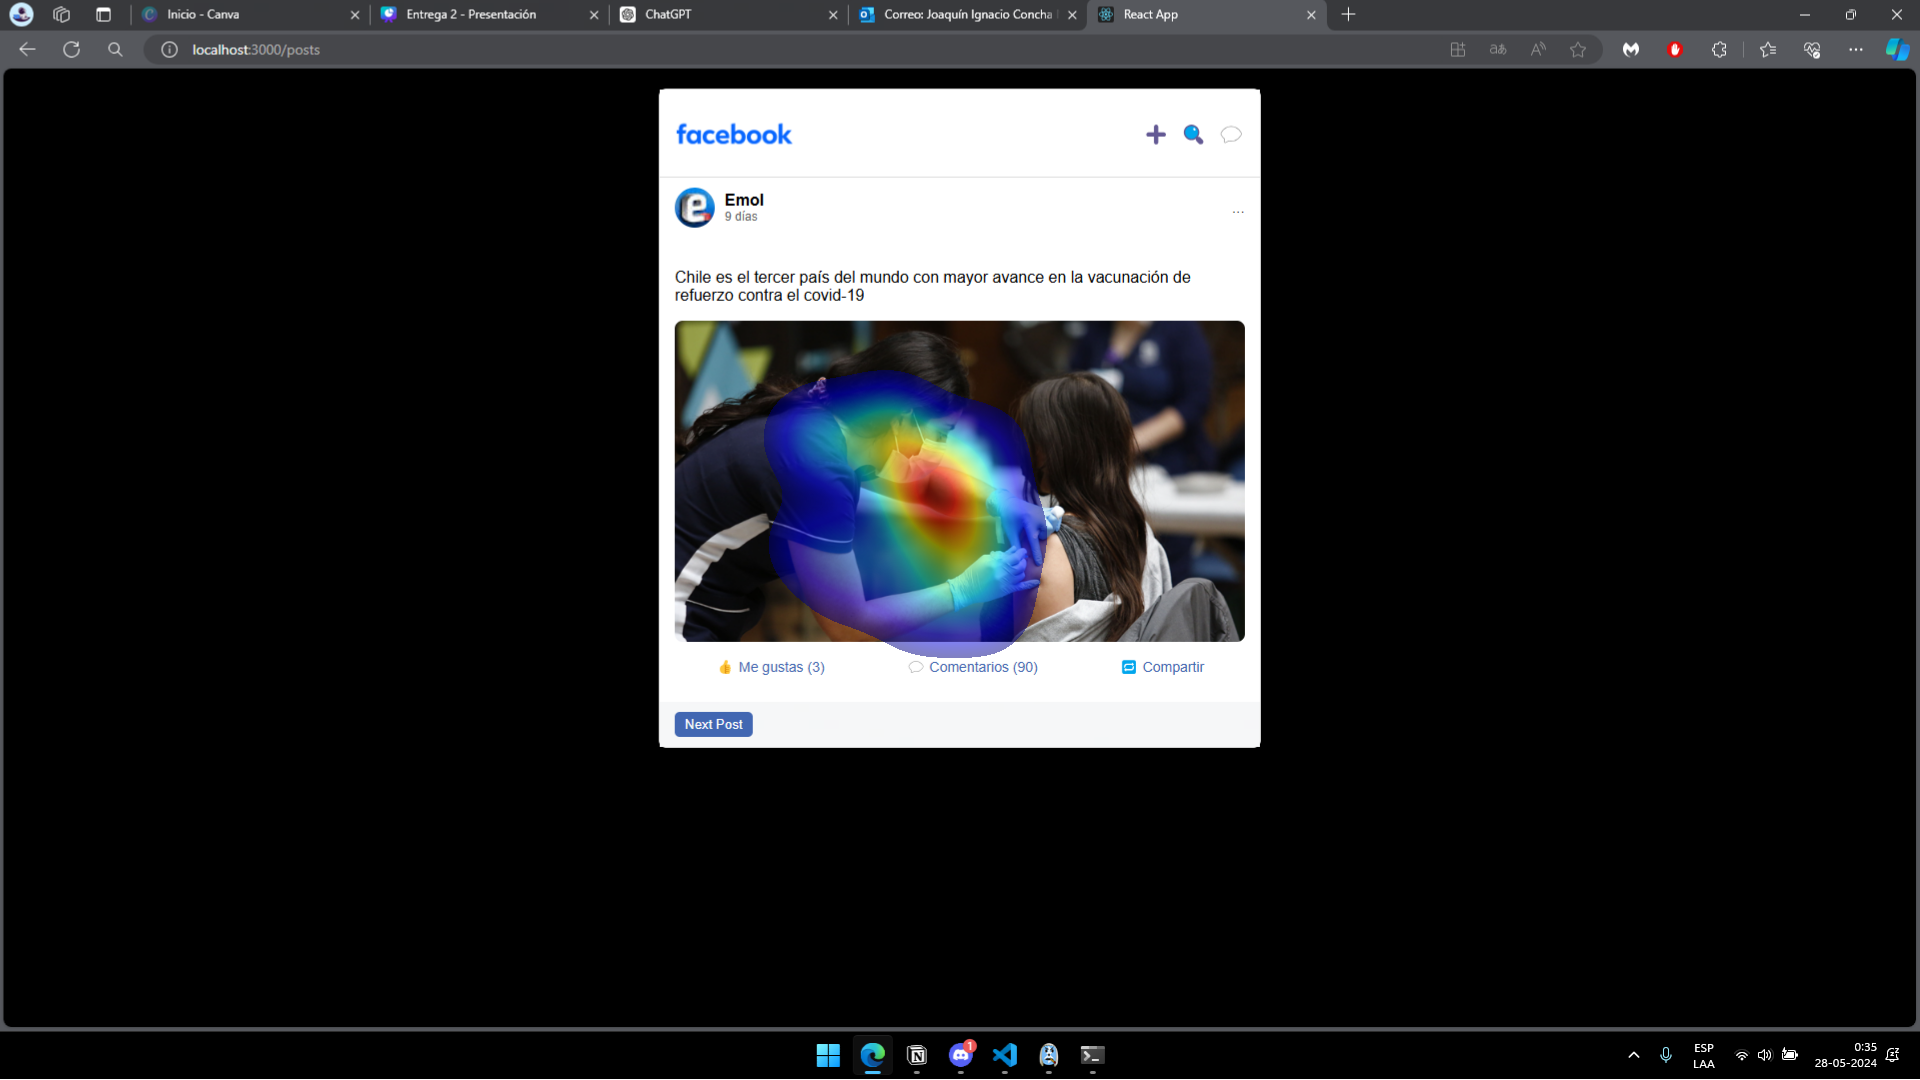 Inicio - Canva
Entrega 2 - Presentación
ChatGPT
Correo: Joaquín Ignacio Concha
React App
localhost:3000/posts
facebook
Emol
9 días
...
Chile es el tercer país del mundo con mayor avance en la vacunación de
refuerzo contra el covid-19
Me gustas (3)
Comentarios (90)
Compartir
Next Post
1
ESP
LAA
0:35
28-05-2024